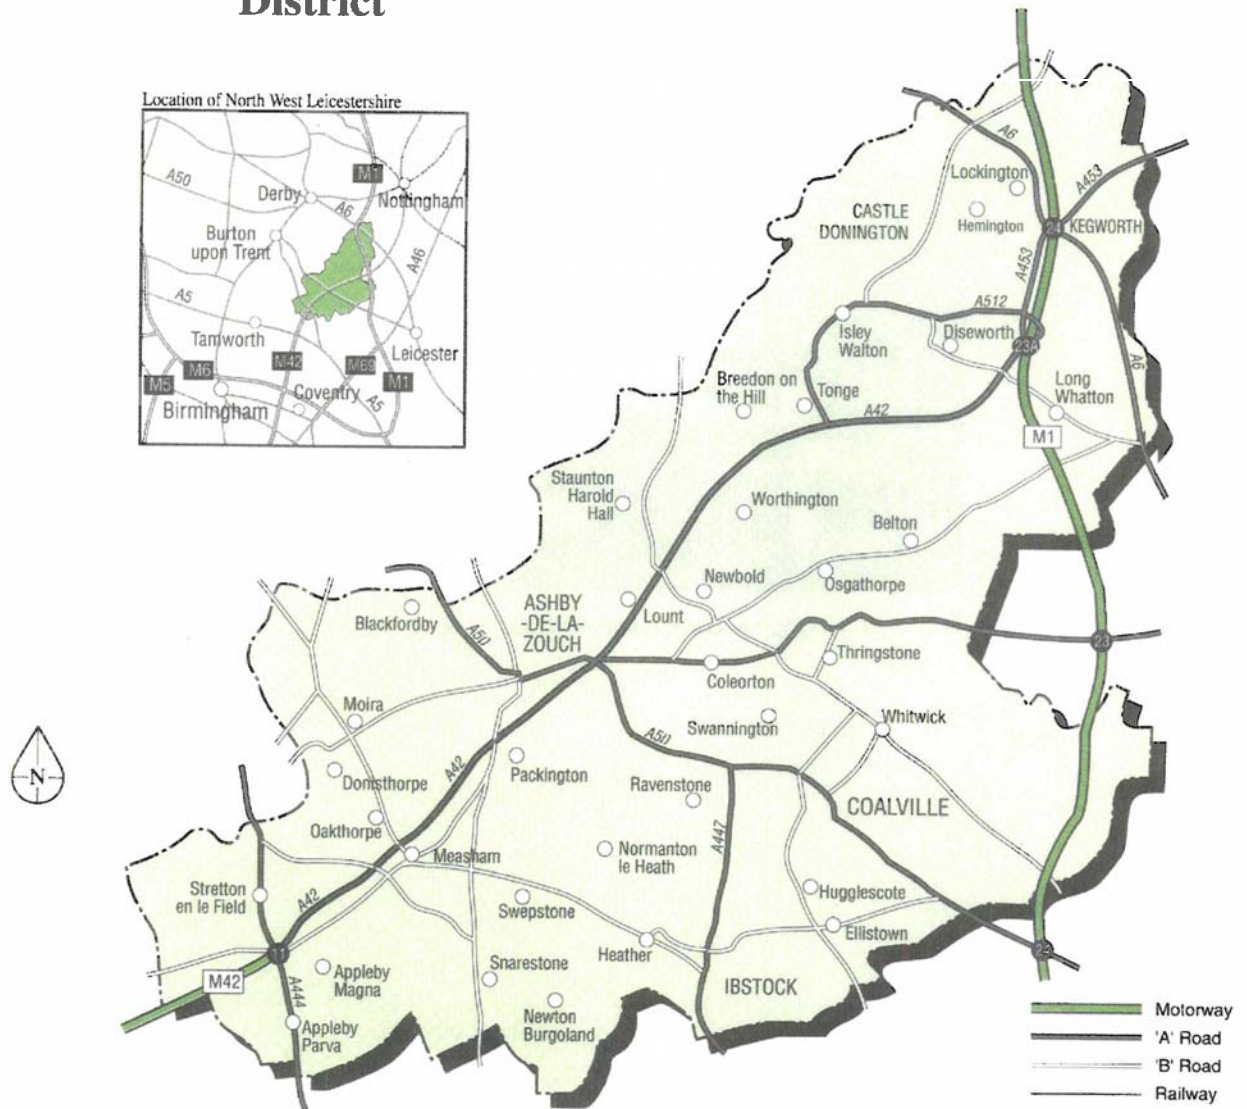 District
Location of North West Leicestershire
M1
A50
Derby
Nottingham
A6
Burton
upon Trent
A46
A5
Tamworth
Leicester
M42
M69
M6
M5
M1
Coventry
A5
Birmingham
A6
Lockington
A453
CASTLE
DONINGTON
Hemington
24
KEGWORTH
A453
A512
Isley
Walton
Diseworth
23A
A6
Breedon on
the Hill
Tonge
Long
Whatton
A42
M1
Staunton
Harold
Hall
Worthington
Belton
Newbold
Osgathorpe
ASHBY
-DE-LA-
ZOUCH
Lount
Blackfordby
A50
23
Thringstone
Coleorton
Moira
Swannington
Whitwick
A50
N
A42
Packington
Donisthorpe
Ravenstone
COALVILLE
Oakthorpe
A447
Measham
Normanton
le Heath
Stretton
en le Field
A42
Hugglescote
Swepstone
Ellistown
Heather
11
M42
Appleby
Magna
A444
Snarestone
IBSTOCK
Newton
Burgoland
Appleby
Parva
Motorway
'A' Road
'B' Road
Railway